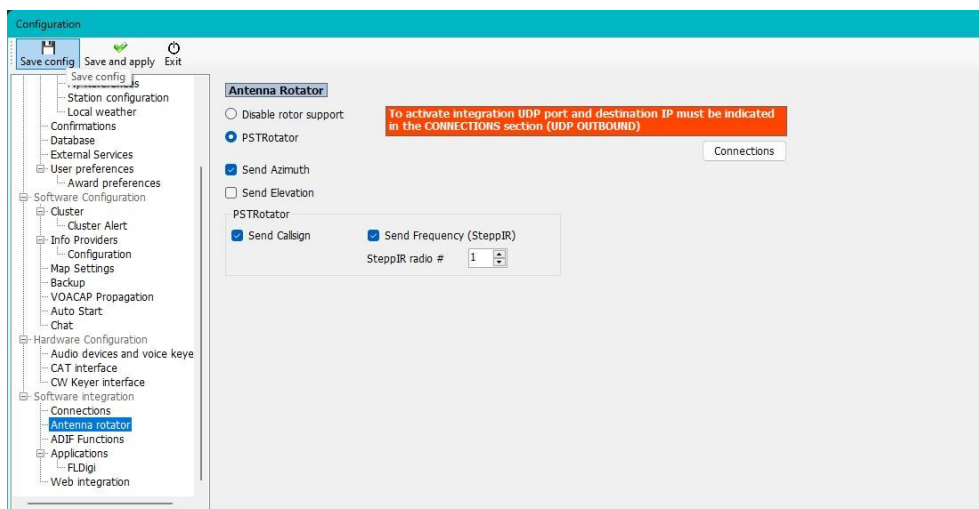 Configuration
Save config Save and apply Exit
Save config
Station configuration
Local weather
Confirmations
Database
External Services
User preferences
Award preferences
Software Configuration
Cluster
Cluster Alert
Info Providers
Configuration
Map Settings
Backup
VOACAP Propagation
Auto Start
Chat
Hardware Configuration
Audio devices and voice keye
CAT interface
CW Keyer interface
Software integration
Connections
Antenna rotator
ADIF Functions
Applications
FLDigi
Web integration
Antenna Rotator
Disable rotor support
PSTRotator
To activate integration UDP port and destination IP must be indicated
in the CONNECTIONS section (UDP OUTBOUND)
Connections
Send Azimuth
Send Elevation
PSTRotator
Send Callsign Send Frequency (SteppIR)
SteppIR radio # 1